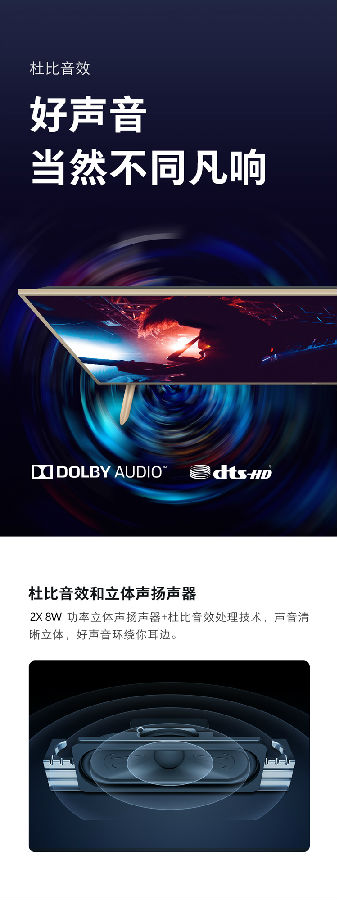 杜比音效
好声音
当然不同凡响
DOLBY AUDIO™ dts-HD
杜比音效和立体声扬声器
2X 8W 功率立体声扬声器+杜比音效处理技术，声音清
晰立体，好声音环绕你耳边。